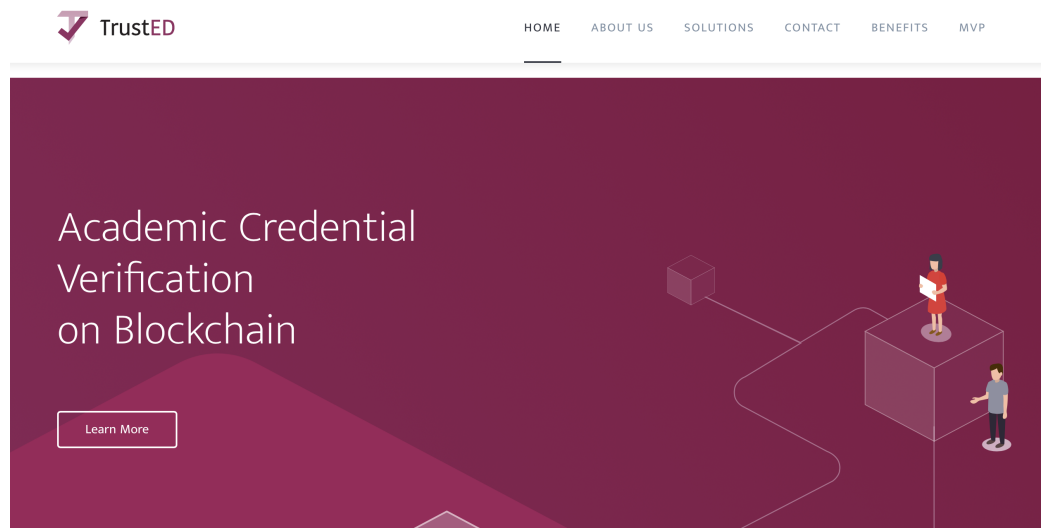 TrustED
HOME ABOUT US SOLUTIONS CONTACT BENEFITS MVP
Academic Credential
Verification
on Blockchain
Learn More